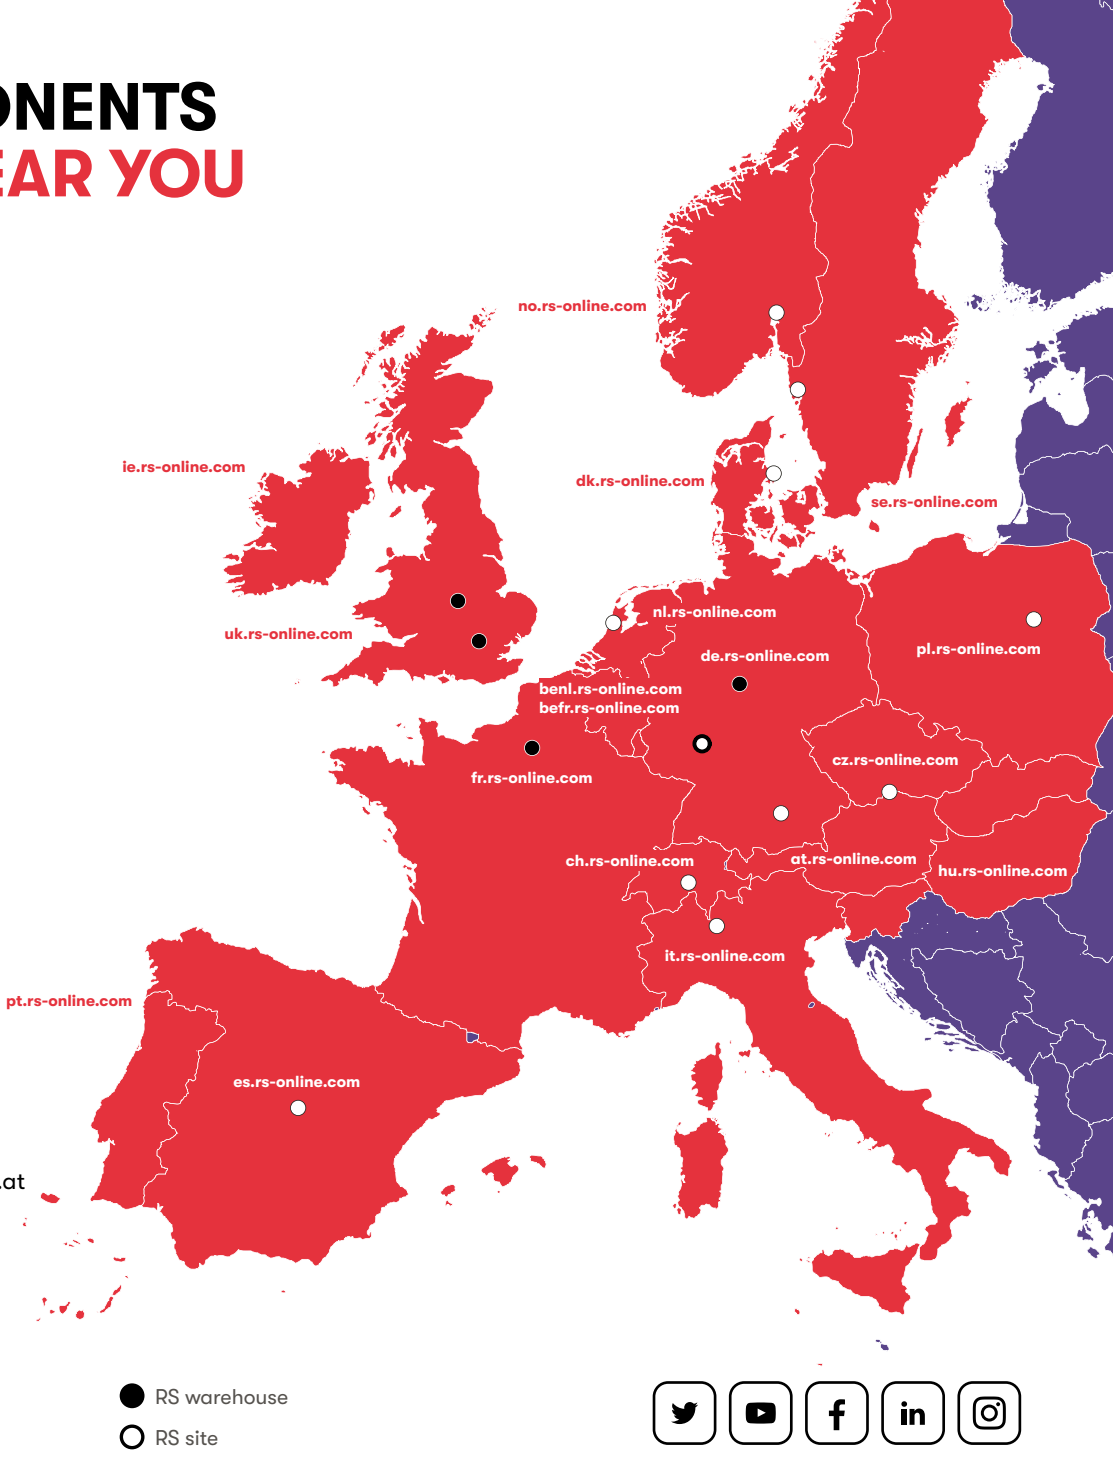 ONENTS
EAR YOU
no.rs-online.com
ie.rs-online.com
dk.rs-online.com
se.rs-online.com
nl.rs-online.com
uk.rs-online.com
pl.rs-online.com
de.rs-online.com
benl.rs-online.com
befr.rs-online.com
cz.rs-online.com
fr.rs-online.com
ch.rs-online.com
at.rs-online.com
hu.rs-online.com
it.rs-online.com
pt.rs-online.com
es.rs-online.com
.at
RS warehouse
RS site
in